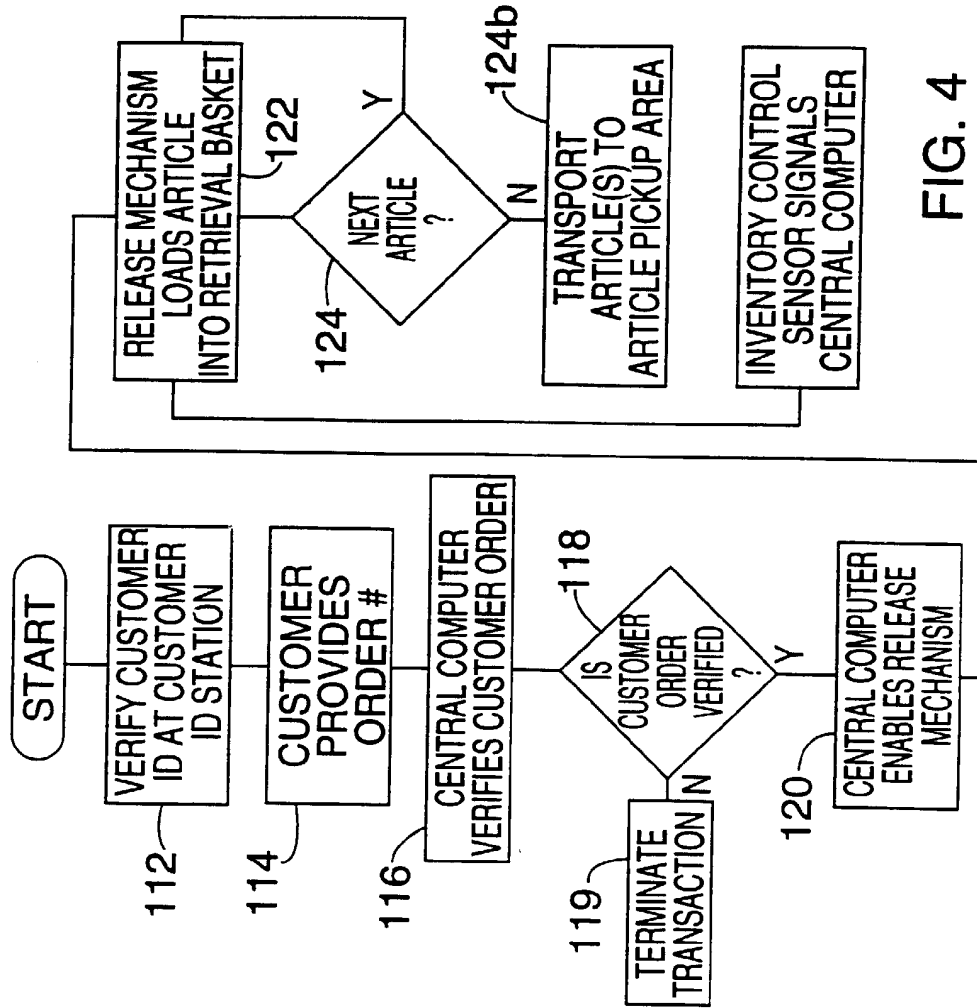 START
VERIFY CUSTOMER
ID AT CUSTOMER
ID STATION
112
CUSTOMER
PROVIDES
ORDER #
114
CENTRAL COMPUTER
VERIFIES CUSTOMER ORDER
116
IS
CUSTOMER
ORDER
VERIFIED
?
118
N
TERMINATE
TRANSACTION
119
Y
CENTRAL COMPUTER
ENABLES RELEASE
MECHANISM
120
RELEASE MECHANISM
LOADS ARTICLE
INTO RETRIEVAL BASKET
122
NEXT
ARTICLE
?
124
Y
N
TRANSPORT
ARTICLE(S) TO
ARTICLE PICKUP AREA
124b
INVENTORY CONTROL
SENSOR SIGNALS
CENTRAL COMPUTER
FIG. 4